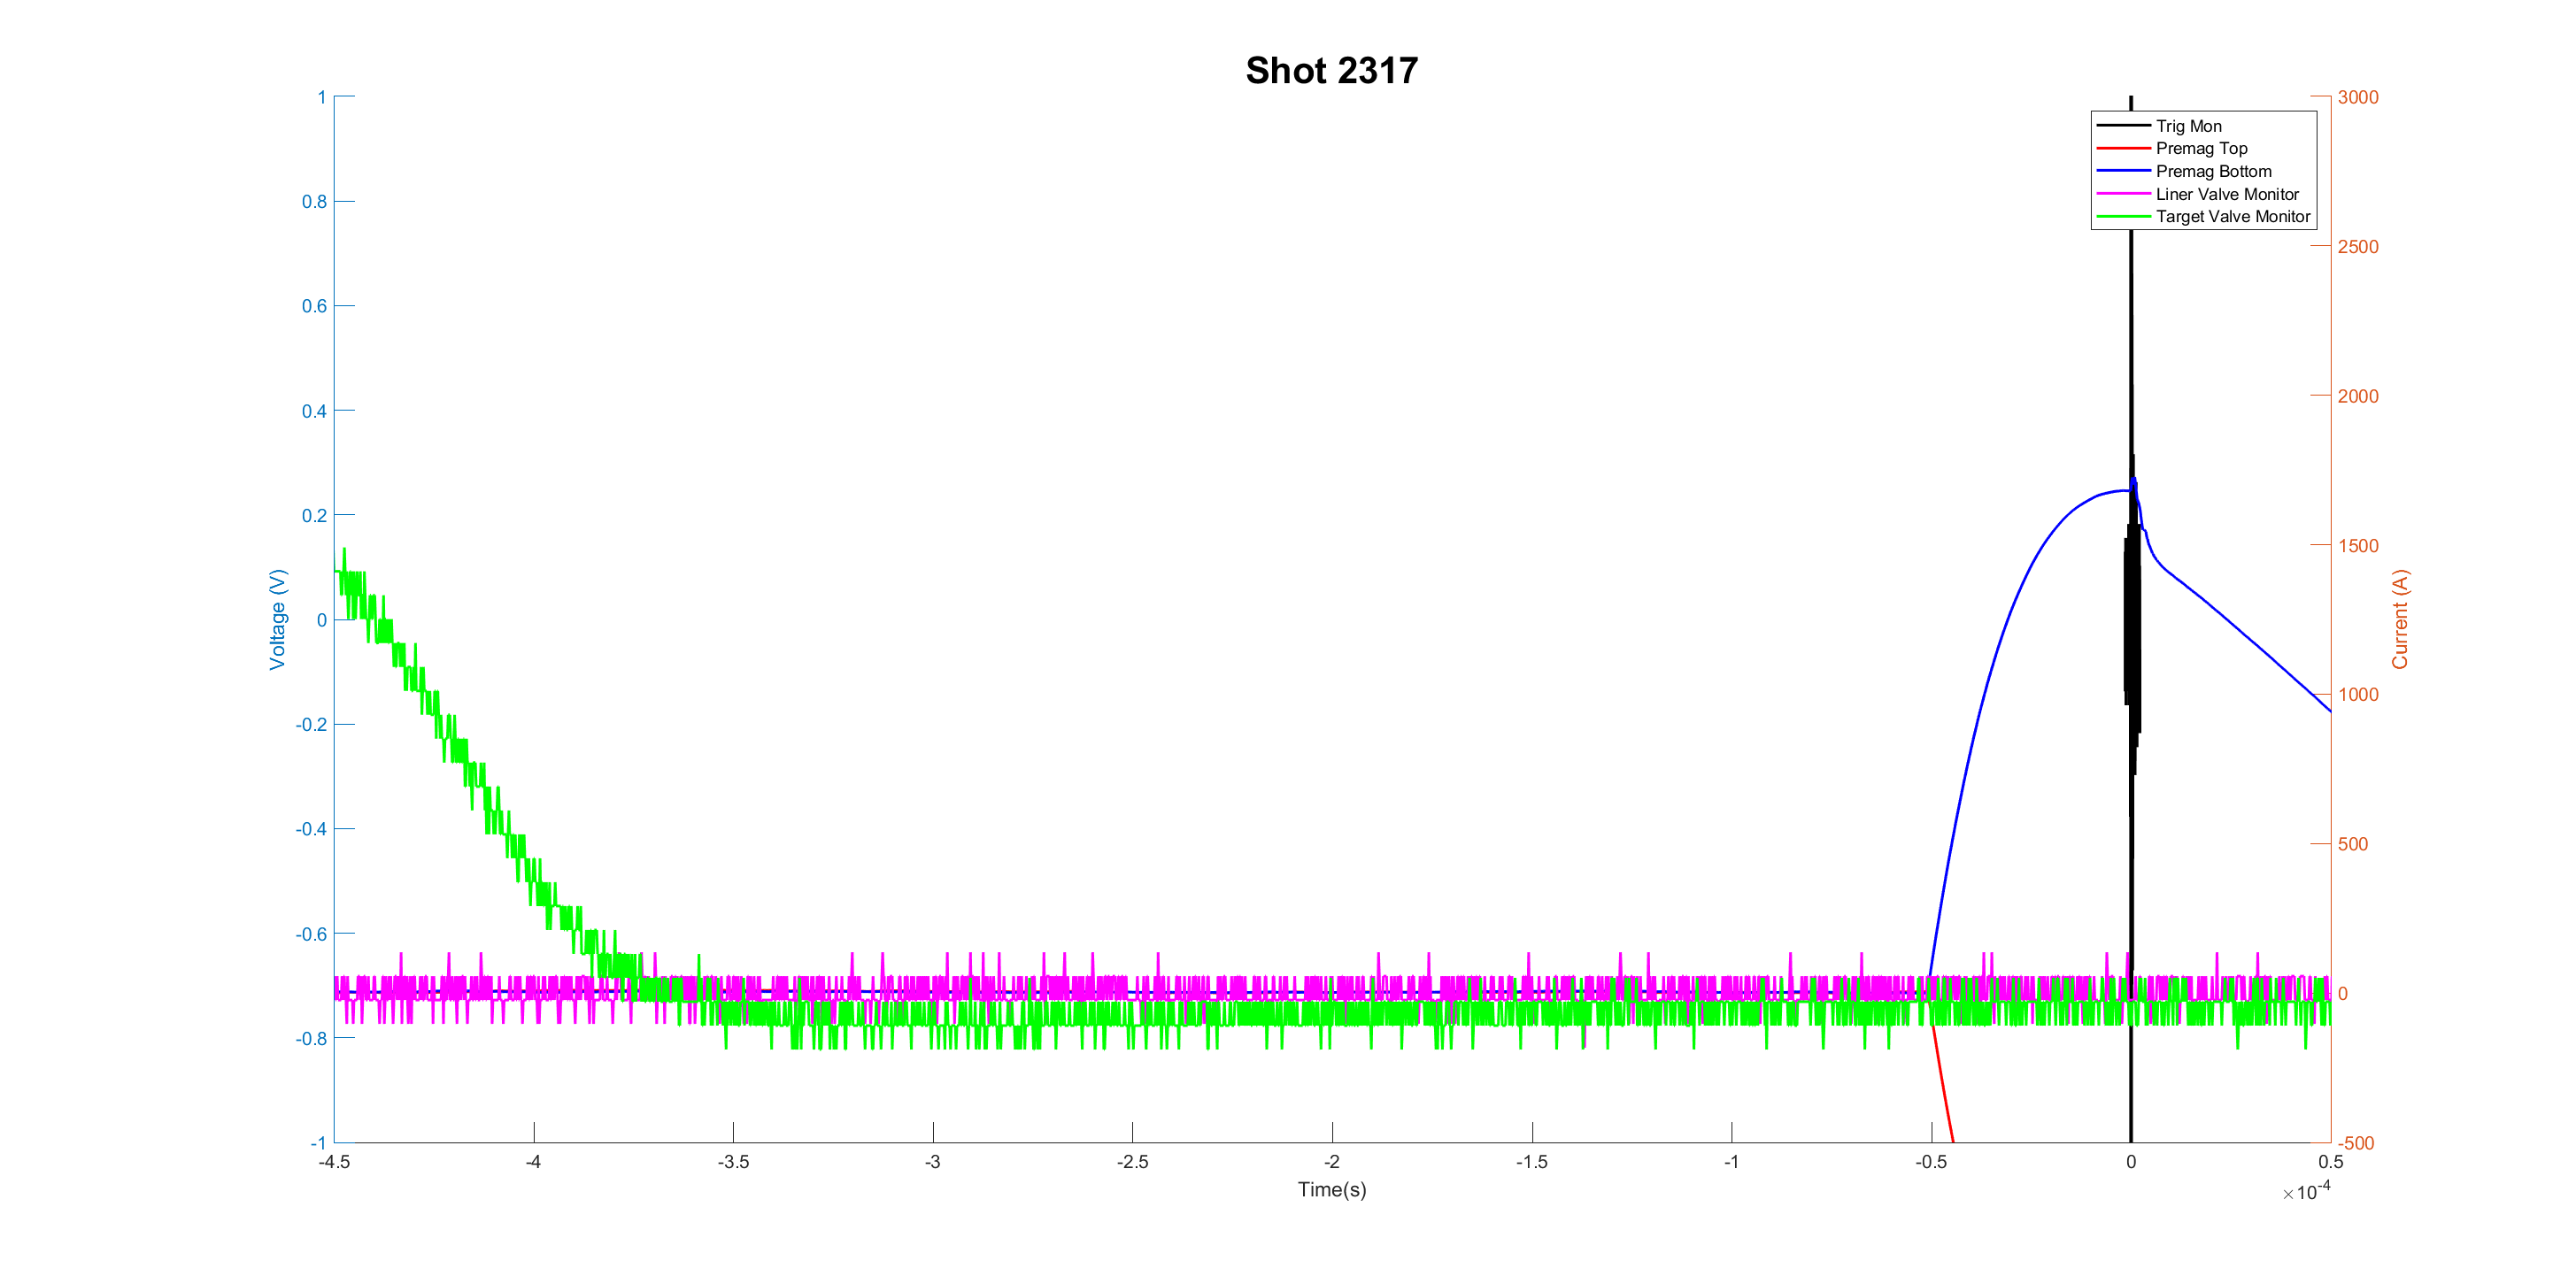 Shot 2317
1
0.8
0.6
0.4
0.2
0
-0.2
-0.4
-0.6
-0.8
-1
Voltage (V)
3000
2500
2000
1500
1000
500
0
-500
Current (A)
Trig Mon
Premag Top
Premag Bottom
Liner Valve Monitor
Target Valve Monitor
-4.5 -4 -3.5 -3 -2.5 -2 -1.5 -1 -0.5 0 0.5
Time(s)
×10⁻⁴